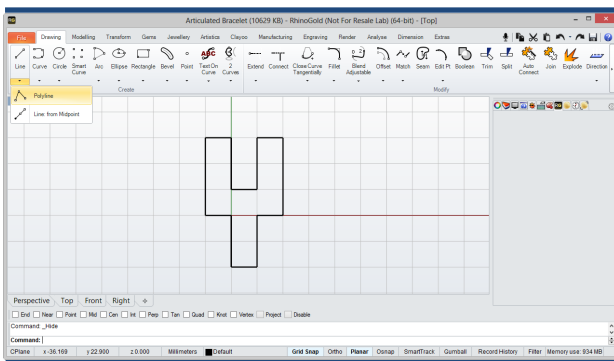 Articulated Bracelet (10629 KB) - RhinoGold (Not For Resale Lab) (64-bit) - [Top]
File Drawing Modelling Transform Gems Jewellery Artistics Clayoo Manufacturing Engraving Render Analyse Dimension Extras
Line Curve Circle Smart Curve Arc Ellipse Rectangle Bevel Point Text On Curve 2 Curves Extend Connect Close Curve Tangentially Fillet Blend Adjustable Offset Match Seam Edit Pt. Boolean Trim Split Auto Connect Join Explode Direction
Create Modify
Polyline
Line: from Midpoint
Perspective Top Front Right
End Near Point Mid Cen Int Perp Tan Quad Knot Vertex Project Disable
Command: _Hide
Command:
CPlane x -36.169 y 22.900 z 0.000 Millimeters Default Grid Snap Ortho Planar Osnap SmartTrack Gumball Record History Filter Memory use: 934 MB